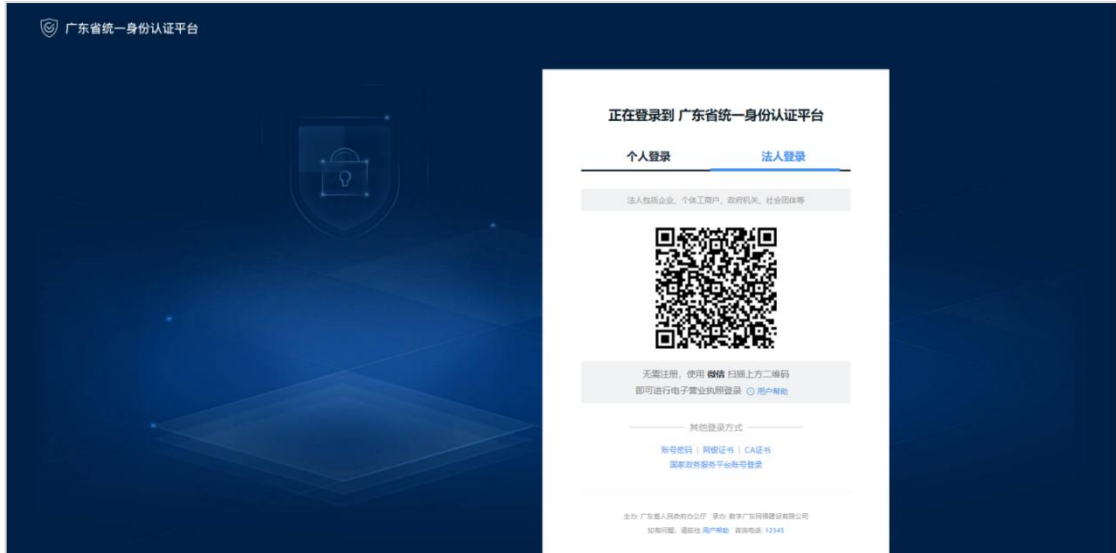 广东省统一身份认证平台
正在登录到 广东省统一身份认证平台
个人登录 法人登录
法人包括企业、个体工商户、政府机关、社会团体等
无需注册，使用 微信 扫描上方二维码
即可进行电子营业执照登录 用户帮助
其他登录方式
账号密码 | 网银证书 | CA证书
国家政务服务平台账号登录
主办: 广东省人民政府办公厅 承办: 数字广东网络建设有限公司
如有问题，请前往 用户帮助 咨询电话: 12345